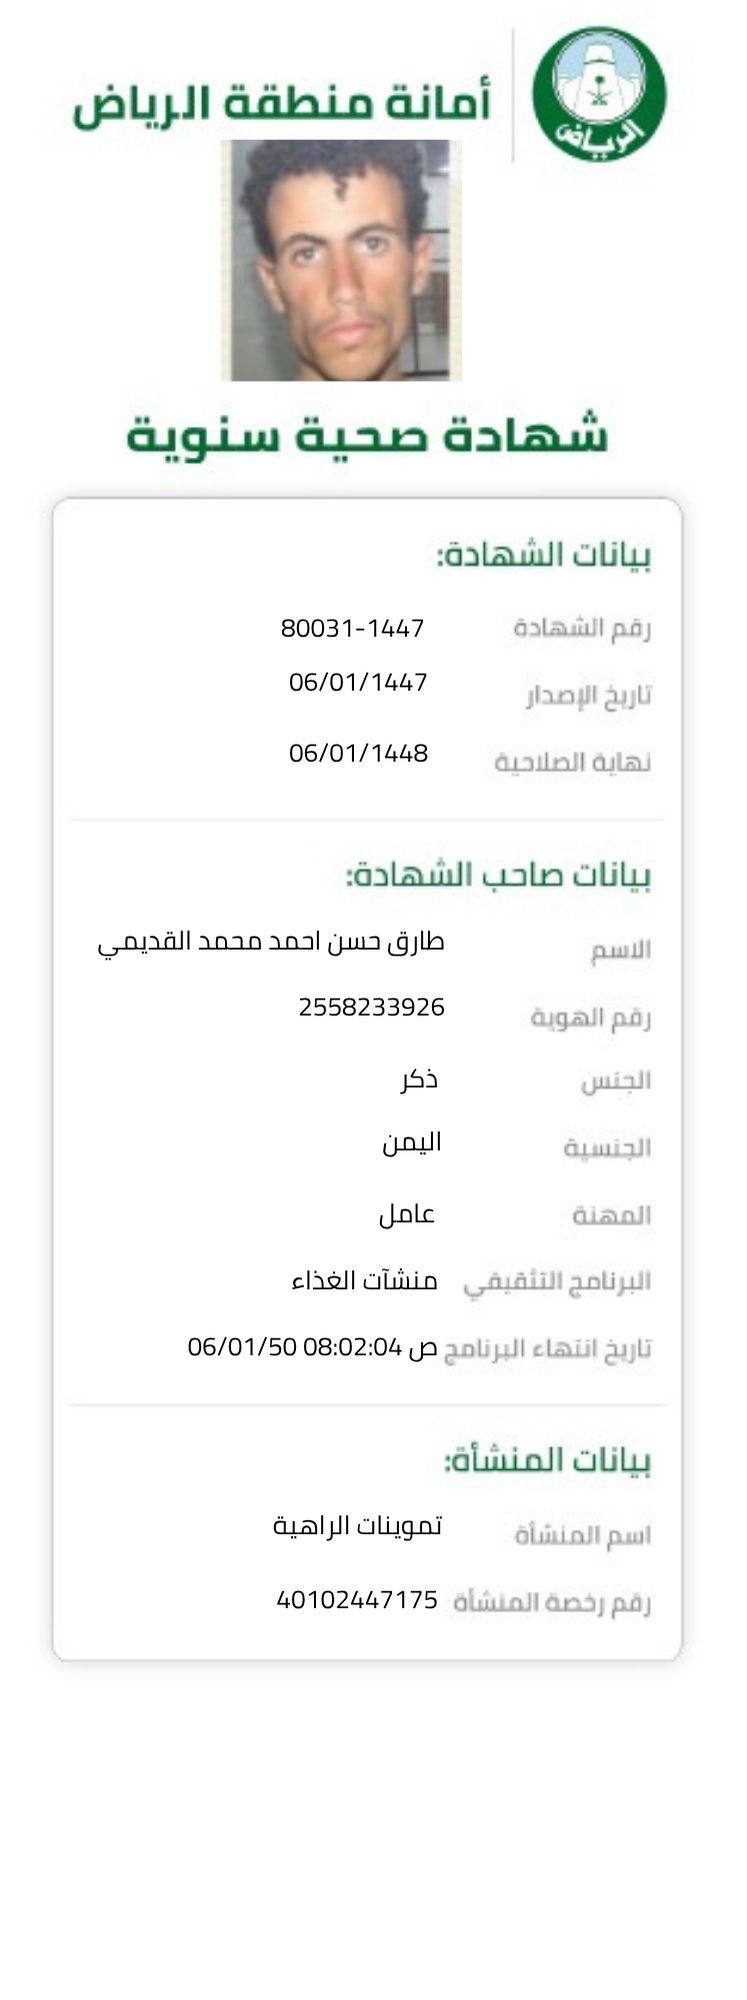 أمانة منطقة الرياض
الرياض
شهادة صحية سنوية
بيانات الشهادة:
رقم الشهادة 80031-1447
تاريخ الإصدار 06/01/1447
نهاية الصلاحية 06/01/1448
بيانات صاحب الشهادة:
الاسم طارق حسن احمد محمد القديمي
رقم الهوية 2558233926
الجنس ذكر
الجنسية اليمن
المهنة عامل
البرنامج التثقيفي منشآت الغذاء
تاريخ انتهاء البرنامج ص 08:02:04 06/01/50
بيانات المنشأة:
اسم المنشأة تموينات الراهية
رقم رخصة المنشأة 40102447175